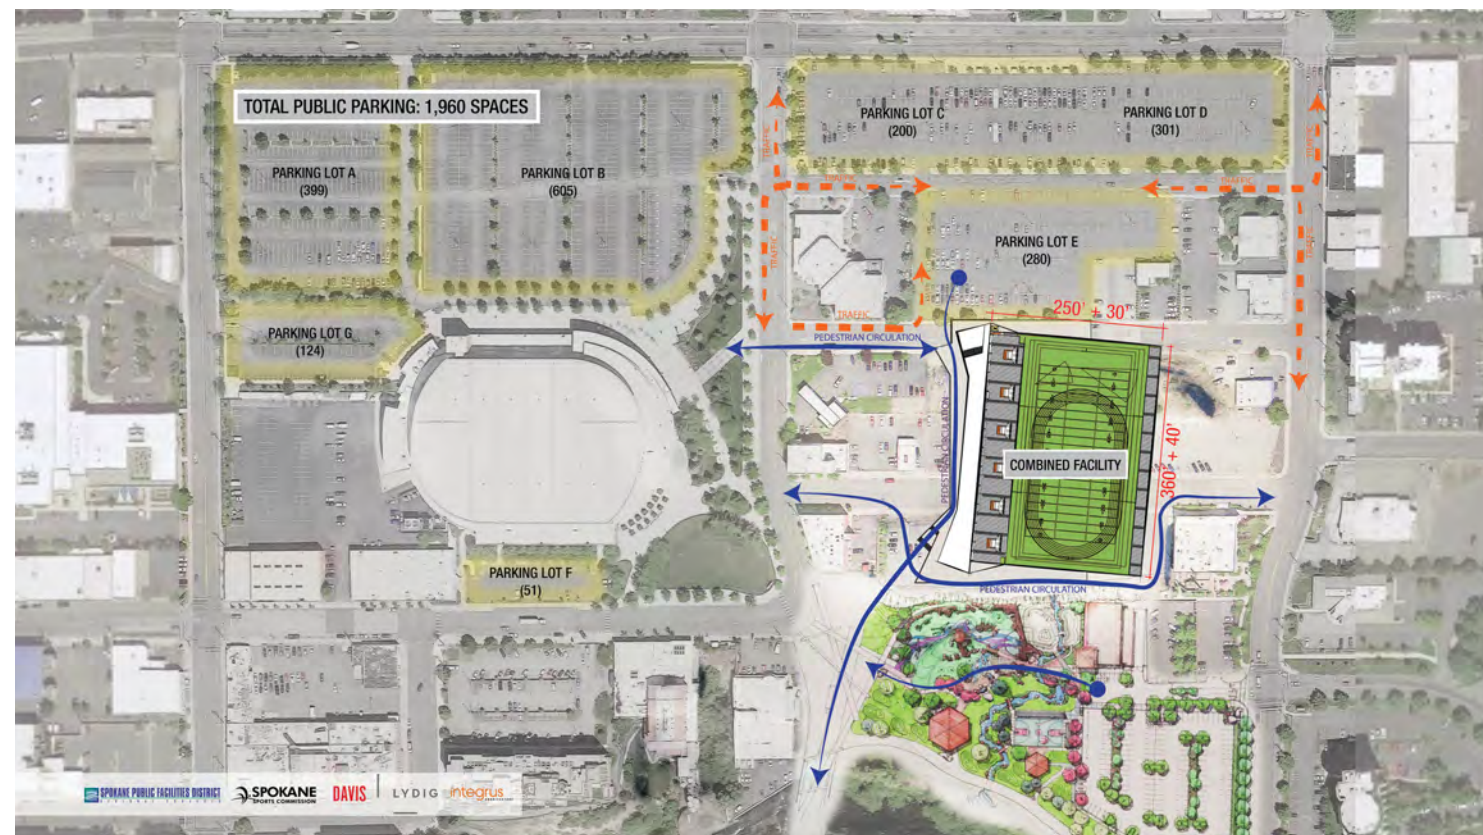 TOTAL PUBLIC PARKING: 1,960 SPACES
PARKING LOT A
(399)
PARKING LOT B
(605)
PARKING LOT C
(200)
PARKING LOT D
(301)
TRAFFIC
TRAFFIC
TRAFFIC
TRAFFIC
PARKING LOT E
(280)
TRAFFIC
TRAFFIC
TRAFFIC
250' + 30'
PEDESTRIAN CIRCULATION
PARKING LOT G
(124)
PEDESTRIAN CIRCULATION
COMBINED FACILITY
360' + 40'
PARKING LOT F
(51)
PEDESTRIAN CIRCULATION
SPOKANE PUBLIC FACILITIES DISTRICT
SPOKANE
SPORTS COMMISSION
DAVIS
LYDIG
integrus